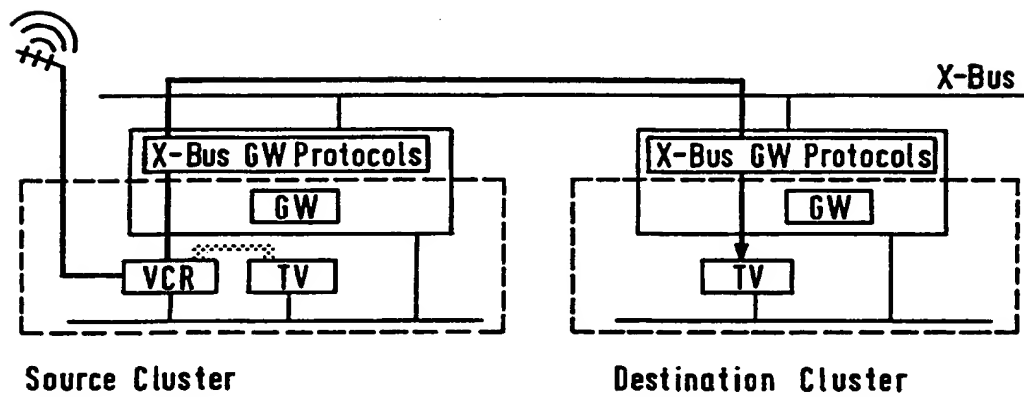 X-Bus
X-Bus GW Protocols
X-Bus GW Protocols
GW
GW
VCR
TV
TV
Source Cluster
Destination Cluster